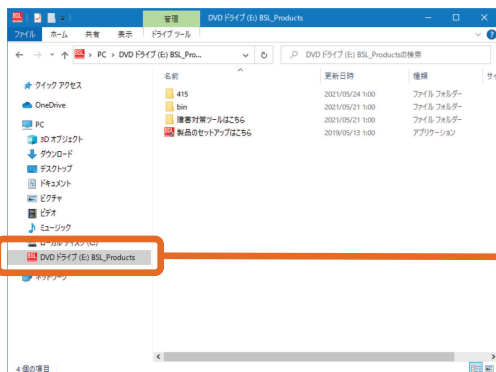 BSL
管理
DVD ドライブ (E:) BSL_Products
ファイル
ホーム
共有
表示
ドライブ ツール
PC › DVD ドライブ (E:) BSL_Pro...
DVD ドライブ (E:) BSL_Productsの検索
名前
更新日時
種類
サイ
クイック アクセス
OneDrive
PC
3D オブジェクト
ダウンロード
デスクトップ
ドキュメント
ピクチャ
ビデオ
ミュージック
ローカル ディスク (C:)
BSL DVD ドライブ (E:) BSL_Products
ネットワーク
415 2021/05/24 1:00 ファイル フォルダー
bin 2021/05/21 1:00 ファイル フォルダー
障害対策ツールはこちら 2021/05/21 1:00 ファイル フォルダー
製品のセットアップはこちら 2019/05/13 1:00 アプリケーション
4 個の項目